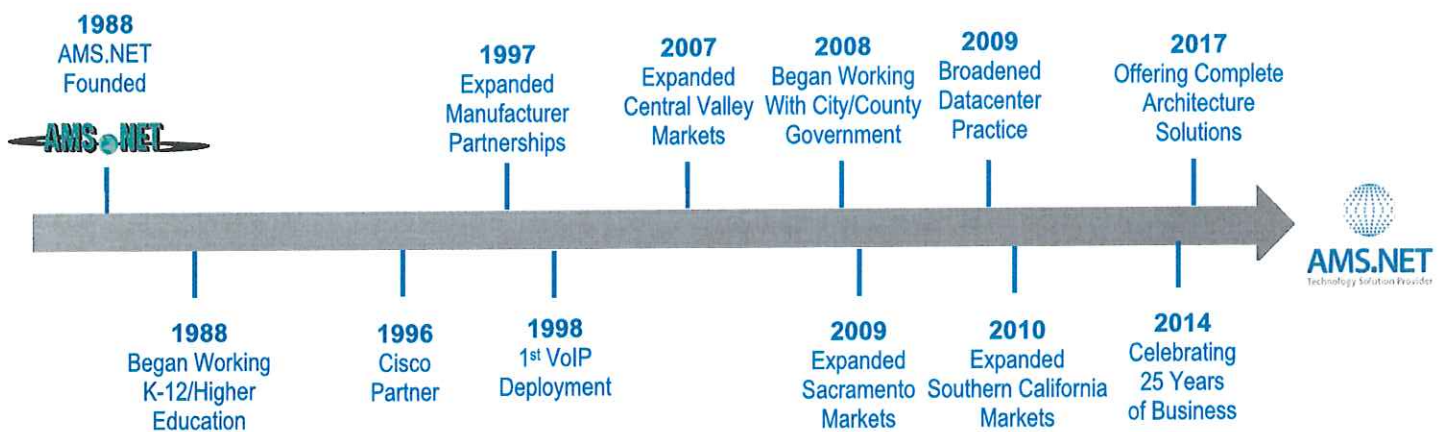 1988
AMS.NET
Founded
AMS.NET
1997
Expanded
Manufacturer
Partnerships
2007
Expanded
Central Valley
Markets
2008
Began Working
With City/County
Government
2009
Broadened
Datacenter
Practice
2017
Offering Complete
Architecture
Solutions
AMS.NET
Technology Solution Provider
1988
Began Working
K-12/Higher
Education
1996
Cisco
Partner
1998
1st VoIP
Deployment
2009
Expanded
Sacramento
Markets
2010
Expanded
Southern California
Markets
2014
Celebrating
25 Years
of Business